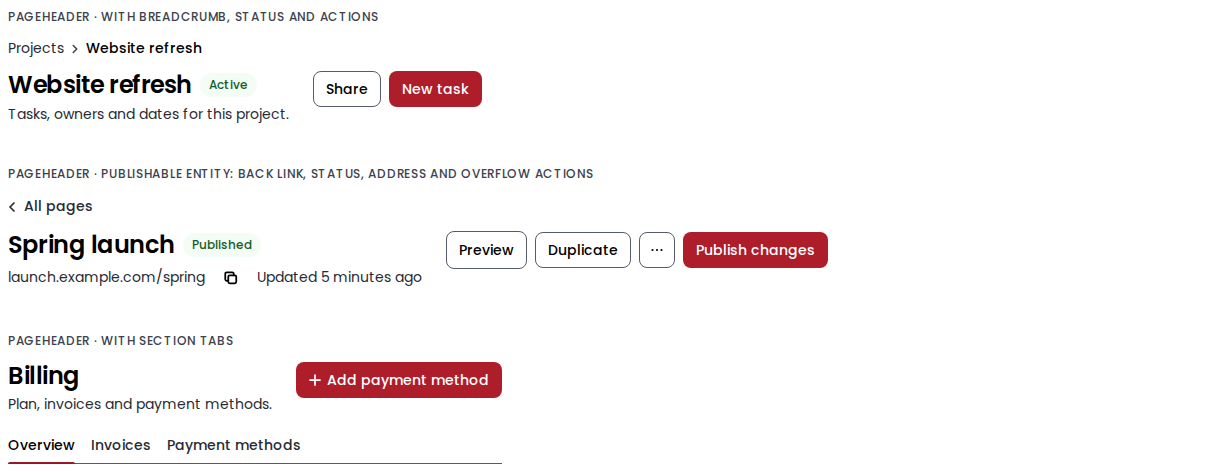 PAGEHEADER · WITH BREADCRUMB, STATUS AND ACTIONS
Projects > Website refresh
Website refresh Active Share New task
Tasks, owners and dates for this project.
PAGEHEADER · PUBLISHABLE ENTITY: BACK LINK, STATUS, ADDRESS AND OVERFLOW ACTIONS
All pages
Spring launch Published Preview Duplicate ... Publish changes
launch.example.com/spring Updated 5 minutes ago
PAGEHEADER · WITH SECTION TABS
Billing + Add payment method
Plan, invoices and payment methods.
Overview Invoices Payment methods